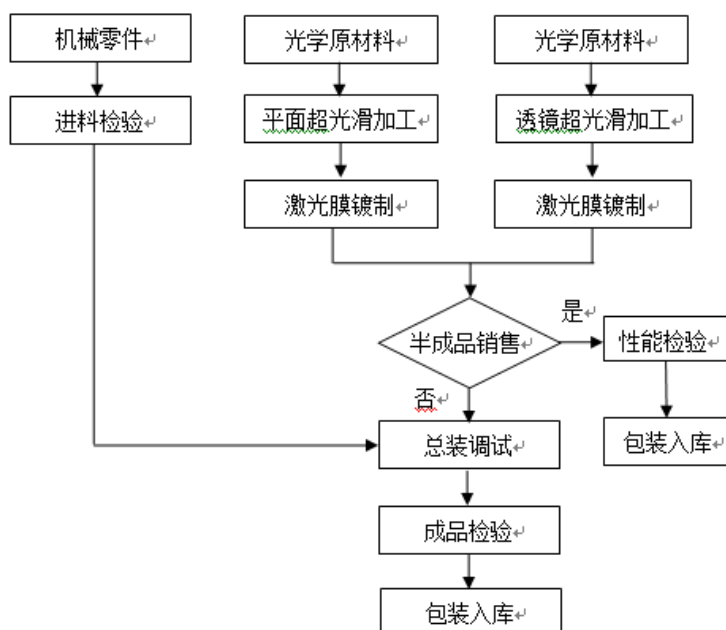 机械零件
光学原材料
光学原材料
进料检验
平面超光滑加工
透镜超光滑加工
激光膜镀制
激光膜镀制
是
半成品销售
性能检验
否
总装调试
包装入库
成品检验
包装入库